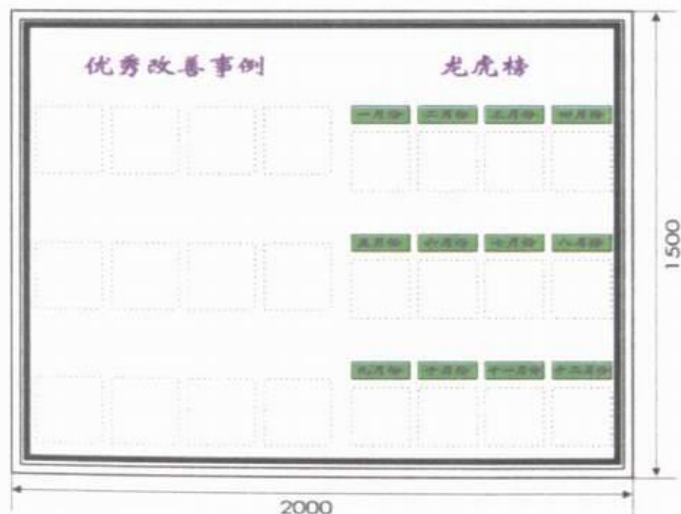 优秀改善事例
龙虎榜
一月份 二月份 三月份 四月份
五月份 六月份 七月份 八月份
九月份 十月份 十一月份 十二月份
1500
2000